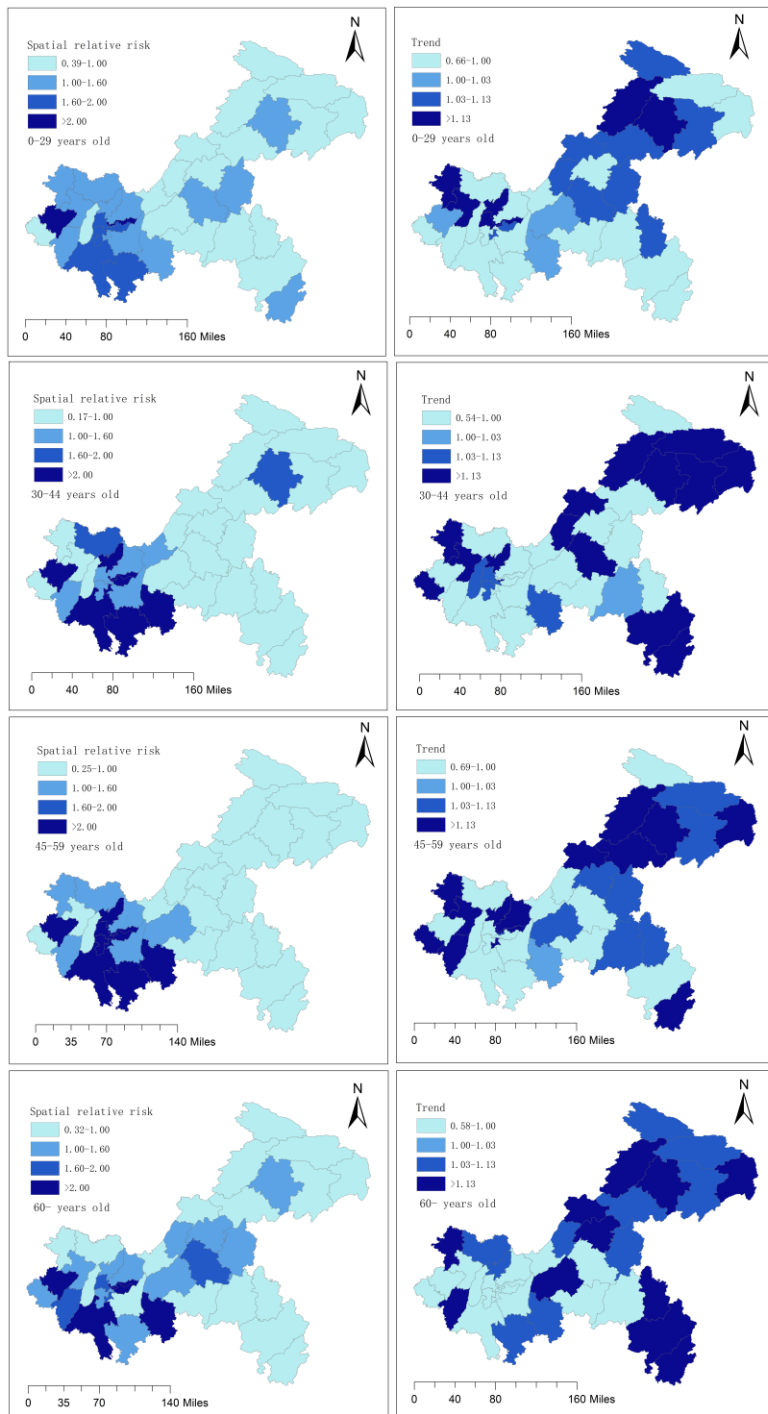 N
Spatial relative risk
0.39-1.00
1.00-1.60
1.60-2.00
>2.00
0-29 years old
0 40 80 160 Miles
N
Trend
0.66-1.00
1.00-1.03
1.03-1.13
>1.13
0-29 years old
0 40 80 160 Miles
N
Spatial relative risk
0.17-1.00
1.00-1.60
1.60-2.00
>2.00
30-44 years old
0 40 80 160 Miles
N
Trend
0.54-1.00
1.00-1.03
1.03-1.13
>1.13
30-44 years old
0 40 80 160 Miles
N
Spatial relative risk
0.25-1.00
1.00-1.60
1.60-2.00
>2.00
45-59 years old
0 35 70 140 Miles
N
Trend
0.69-1.00
1.00-1.03
1.03-1.13
>1.13
45-59 years old
0 40 80 160 Miles
N
Spatial relative risk
0.32-1.00
1.00-1.60
1.60-2.00
>2.00
60- years old
0 35 70 140 Miles
N
Trend
0.58-1.00
1.00-1.03
1.03-1.13
>1.13
60- years old
0 40 80 160 Miles